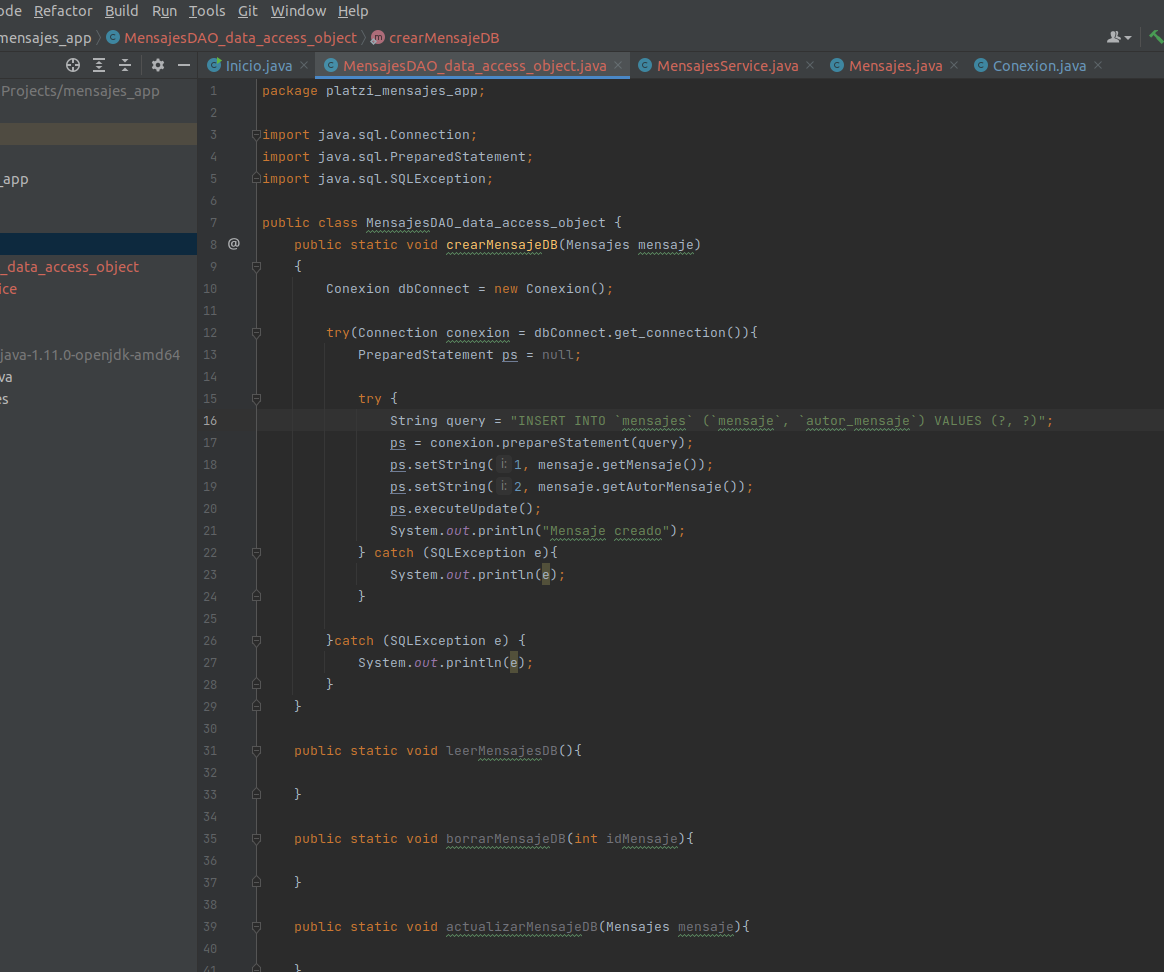 ode Refactor Build Run Tools Git Window Help
mensajes_app MensajesDAO_data_access_object crearMensajeDB
Inicio.java MensajesDAO_data_access_object.java MensajesService.java Mensajes.java Conexion.java
Projects/mensajes_app
_app
_data_access_object
ice
java-1.11.0-openjdk-amd64
va
es
1 package platzi_mensajes_app;
2
3 import java.sql.Connection;
4 import java.sql.PreparedStatement;
5 import java.sql.SQLException;
6
7 public class MensajesDAO_data_access_object {
8 @ public static void crearMensajeDB(Mensajes mensaje)
9 {
10 Conexion dbConnect = new Conexion();
11
12 try(Connection conexion = dbConnect.get_connection()){
13 PreparedStatement ps = null;
14
15 try {
16 String query = "INSERT INTO `mensajes` (`mensaje`, `autor_mensaje`) VALUES (?, ?)";
17 ps = conexion.prepareStatement(query);
18 ps.setString( i: 1, mensaje.getMensaje());
19 ps.setString( i: 2, mensaje.getAutorMensaje());
20 ps.executeUpdate();
21 System.out.println("Mensaje creado");
22 } catch (SQLException e){
23 System.out.println(e);
24 }
25
26 }catch (SQLException e) {
27 System.out.println(e);
28 }
29 }
30
31 public static void leerMensajesDB(){
32
33 }
34
35 public static void borrarMensajeDB(int idMensaje){
36
37 }
38
39 public static void actualizarMensajeDB(Mensajes mensaje){
40
41 }